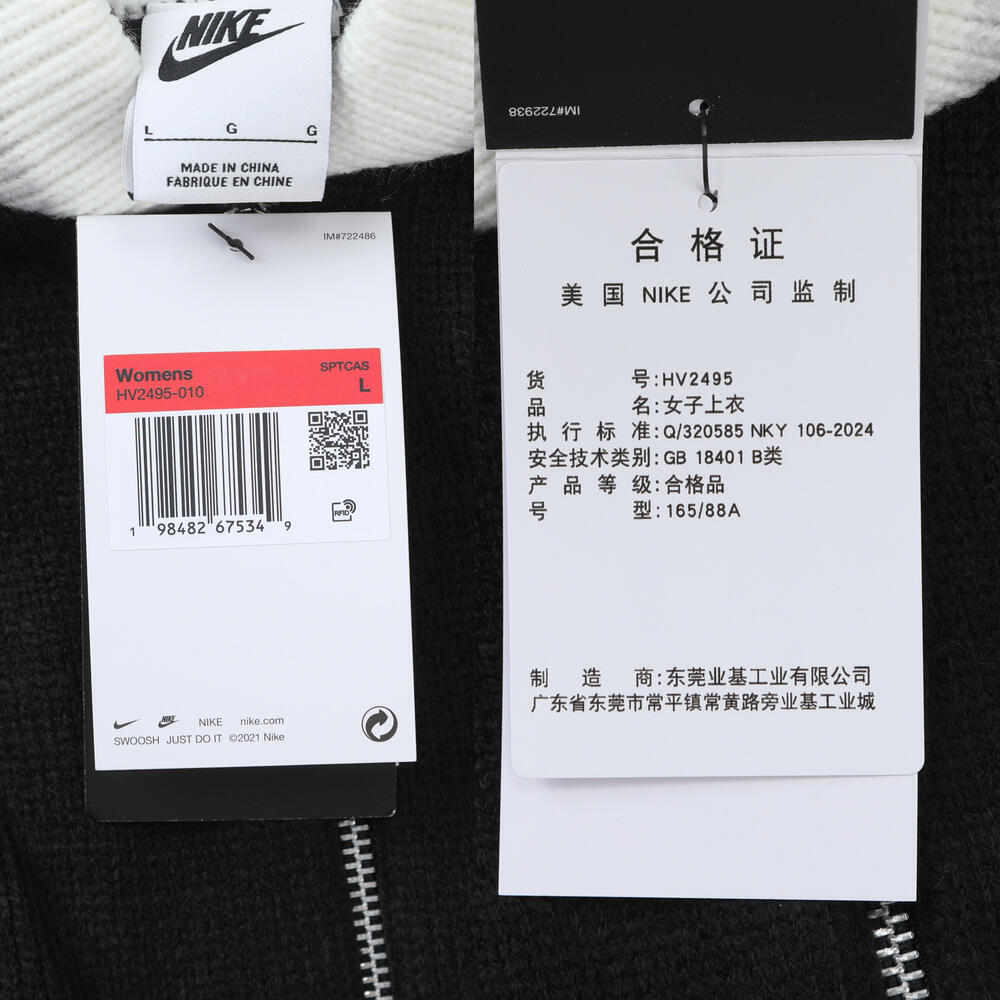 NIKE
L G G
MADE IN CHINA
FABRIQUE EN CHINE
IM#722486
Womens SPTCAS
HV2495-010 L
RFID
1 98482 67534 9
NIKE NIKE nike.com
SWOOSH JUST DO IT ©2021 Nike
IM#722938
合格证
美国 NIKE 公司监制
货号:HV2495
品名:女子上衣
执行标准:Q/320585 NKY 106-2024
安全技术类别:GB 18401 B类
产品等级:合格品
号型:165/88A
制造商:东莞业基工业有限公司
广东省东莞市常平镇常黄路旁业基工业城